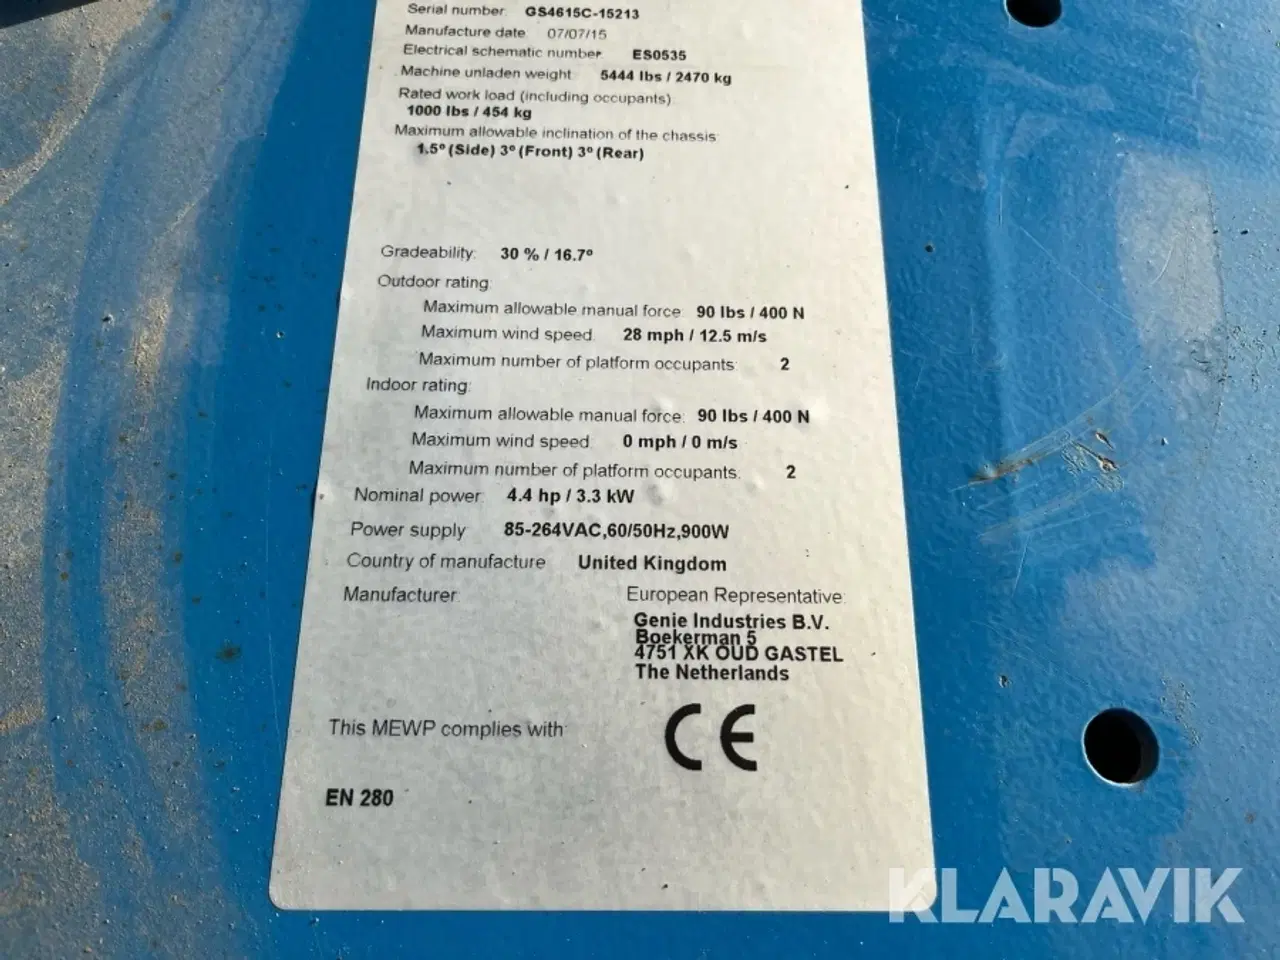 Serial number: GS4615C-15213
Manufacture date: 07/07/15
Electrical schematic number: ES0535
Machine unladen weight: 5444 lbs / 2470 kg
Rated work load (including occupants):
1000 lbs / 454 kg
Maximum allowable inclination of the chassis:
1.5º (Side) 3º (Front) 3º (Rear)
Gradeability: 30 % / 16.7º
Outdoor rating:
Maximum allowable manual force: 90 lbs / 400 N
Maximum wind speed: 28 mph / 12.5 m/s
Maximum number of platform occupants: 2
Indoor rating:
Maximum allowable manual force: 90 lbs / 400 N
Maximum wind speed: 0 mph / 0 m/s
Maximum number of platform occupants: 2
Nominal power: 4.4 hp / 3.3 kW
Power supply: 85-264VAC,60/50Hz,900W
Country of manufacture: United Kingdom
Manufacturer: European Representative:
Genie Industries B.V.
Boekerman 5
4751 XK OUD GASTEL
The Netherlands
This MEWP complies with: CE
EN 280
KLARAVIK